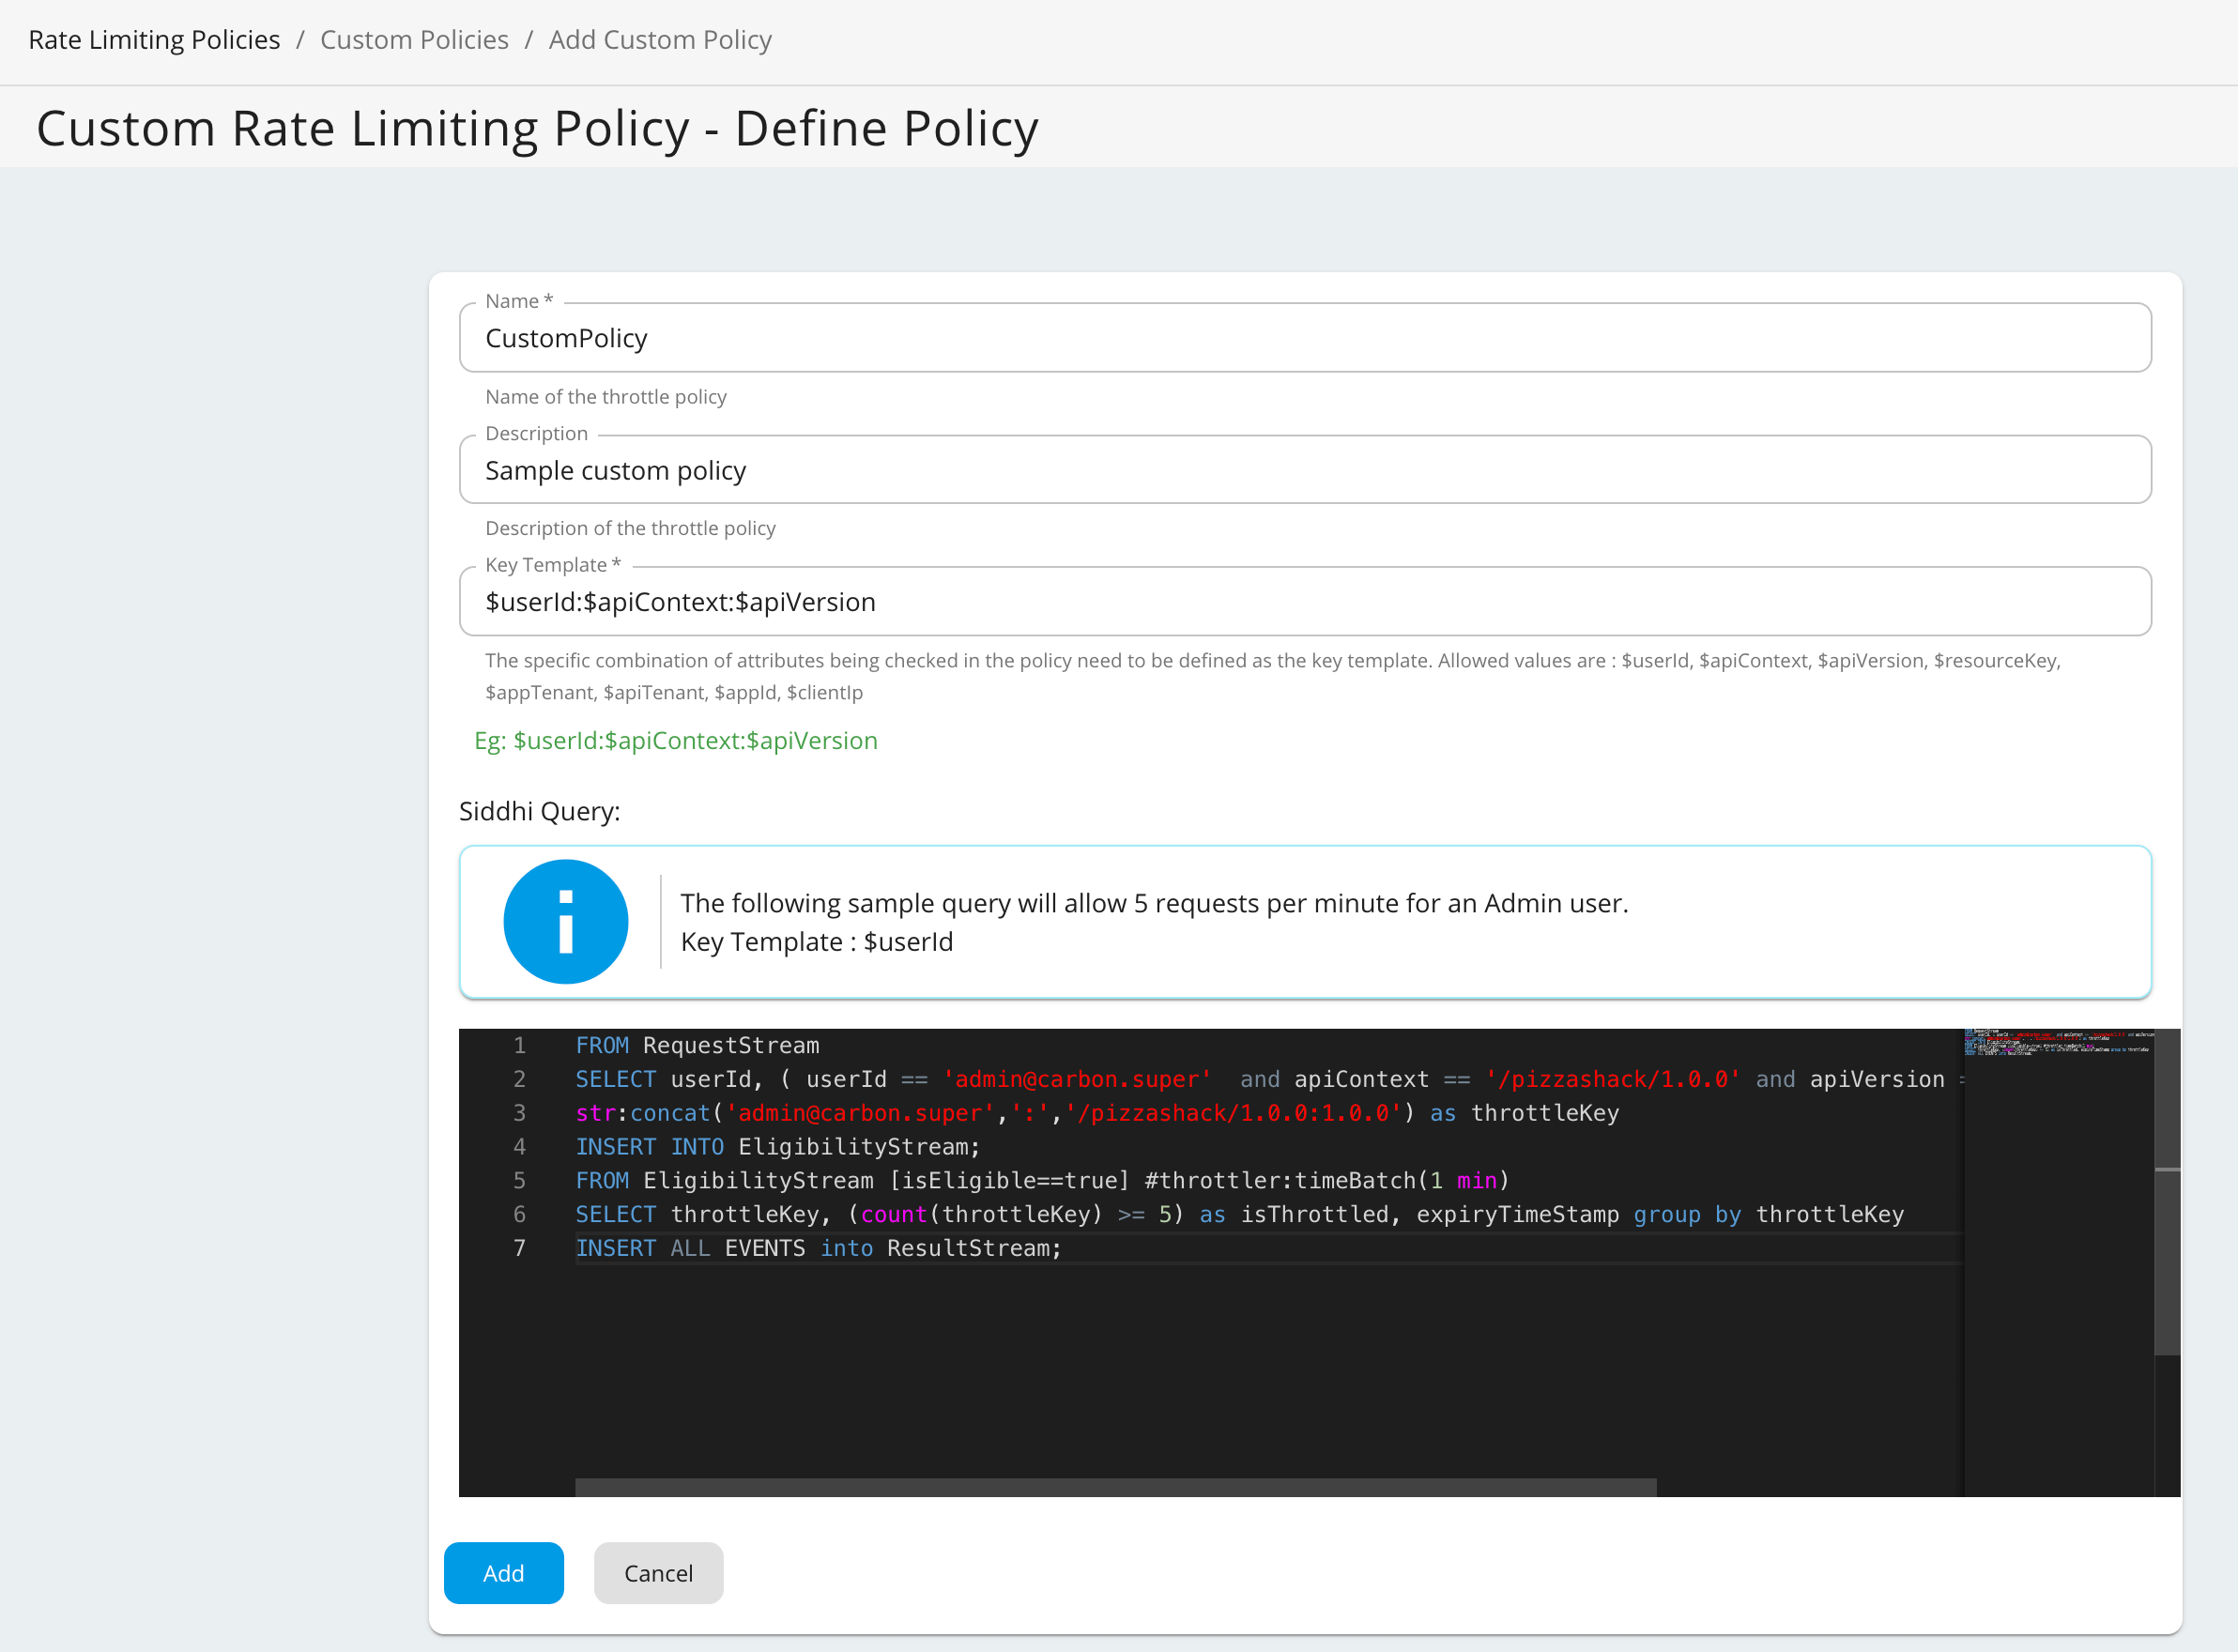 Rate Limiting Policies / Custom Policies / Add Custom Policy
Custom Rate Limiting Policy - Define Policy
Name *
CustomPolicy
Name of the throttle policy
Description
Sample custom policy
Description of the throttle policy
Key Template *
$userId:$apiContext:$apiVersion
The specific combination of attributes being checked in the policy need to be defined as the key template. Allowed values are : $userId, $apiContext, $apiVersion, $resourceKey,
$appTenant, $apiTenant, $appId, $clientIp
Eg: $userId:$apiContext:$apiVersion
Siddhi Query:
The following sample query will allow 5 requests per minute for an Admin user.
Key Template : $userId
1 FROM RequestStream
2 SELECT userId, ( userId == 'admin@carbon.super'  and apiContext == '/pizzashack/1.0.0' and apiVersion =
3 str:concat('admin@carbon.super',':','/pizzashack/1.0.0:1.0.0') as throttleKey
4 INSERT INTO EligibilityStream;
5 FROM EligibilityStream [isEligible==true] #throttler:timeBatch(1 min)
6 SELECT throttleKey, (count(throttleKey) >= 5) as isThrottled, expiryTimeStamp group by throttleKey
7 INSERT ALL EVENTS into ResultStream;
Add Cancel